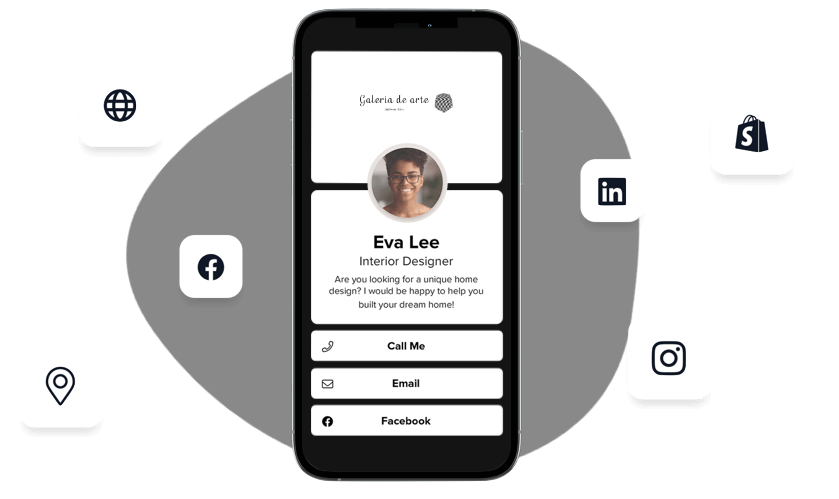 Galeria de arte
Eva Lee
Interior Designer
Are you looking for a unique home
design? I would be happy to help you
built your dream home!
Call Me
Email
Facebook